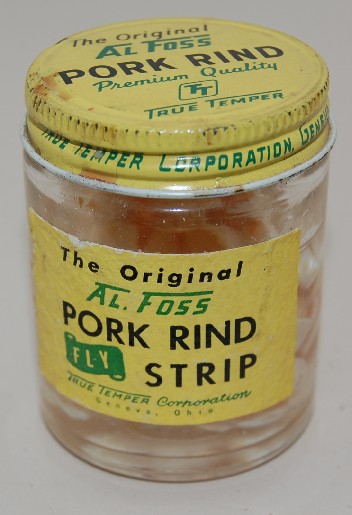 The Original
AL FOSS
PORK RIND
Premium Quality
TT
TRUE TEMPER
TRUE TEMPER CORPORATION, GENEV
The Original
AL. FOSS
PORK RIND
FLY STRIP
TRUE TEMPER Corporation
Geneva, Ohio